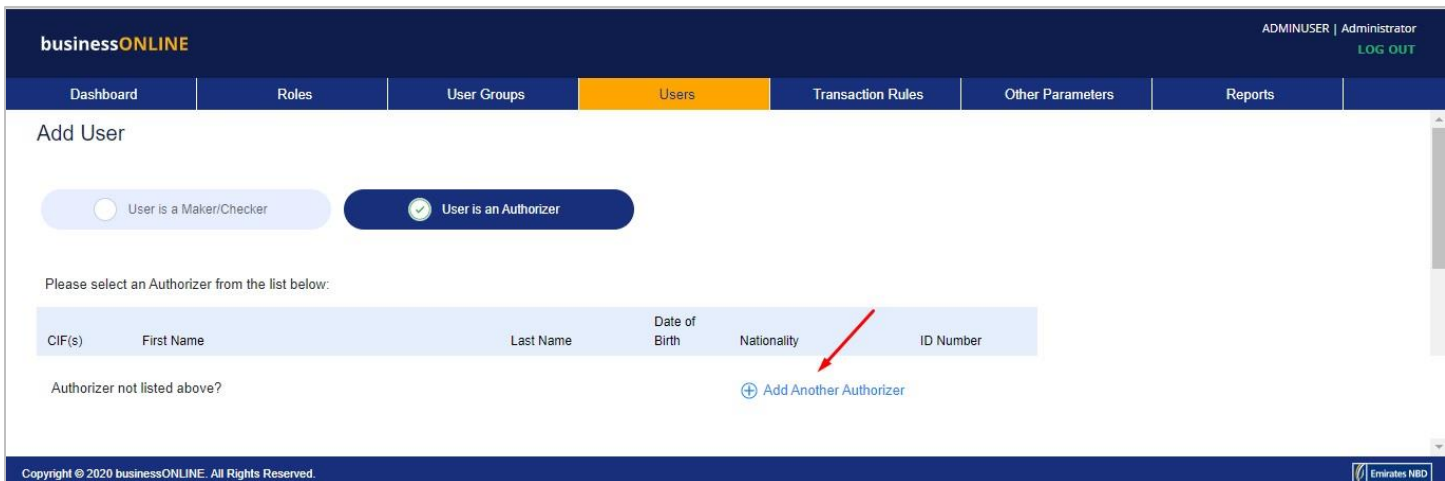 ADMINUSER | Administrator
businessONLINE
LOG OUT
Dashboard Roles User Groups Users Transaction Rules Other Parameters Reports
Add User
User is a Maker/Checker User is an Authorizer
Please select an Authorizer from the list below:
Date of
CIF(s) First Name Last Name Birth Nationality ID Number
Authorizer not listed above? Add Another Authorizer
Copyright © 2020 businessONLINE. All Rights Reserved. Emirates NBD